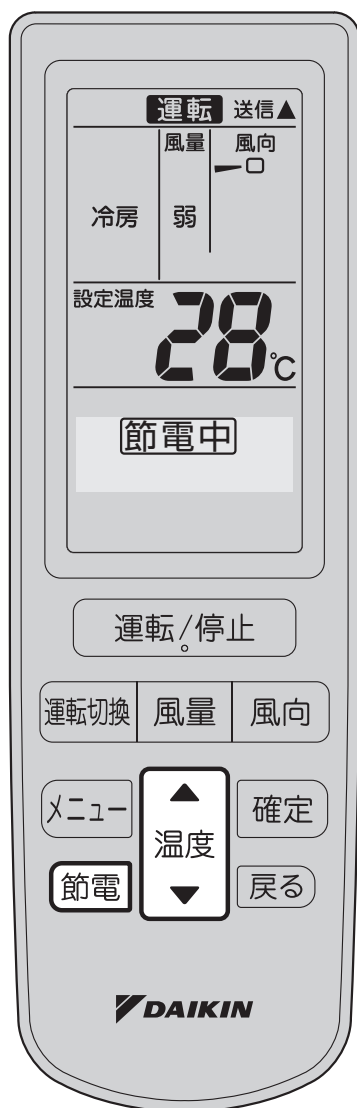 運転 送信▲
風量 風向
冷房 弱
設定温度 28℃
節電中
運転/停止
運転切換 風量 風向
メニュー ▲ 温度 ▼ 確定
節電 戻る
DAIKIN